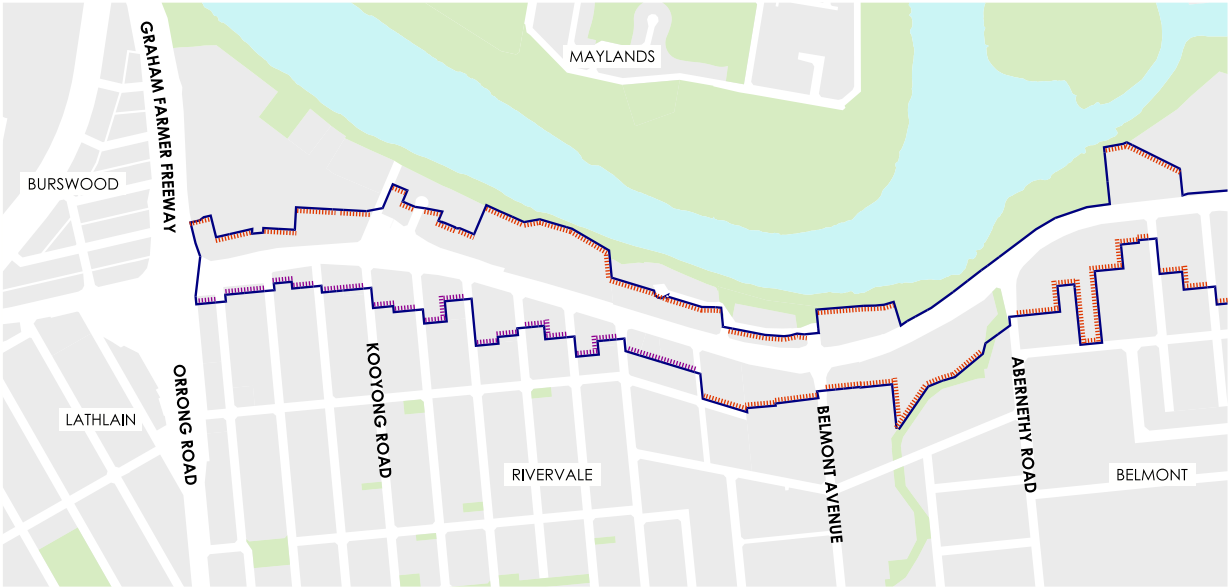 GRAHAM FARMER FREEWAY
MAYLANDS
BURSWOOD
ORRONG ROAD
KOOYONG ROAD
LATHLAIN
RIVERVALE
BELMONT AVENUE
ABERNETHY ROAD
BELMONT